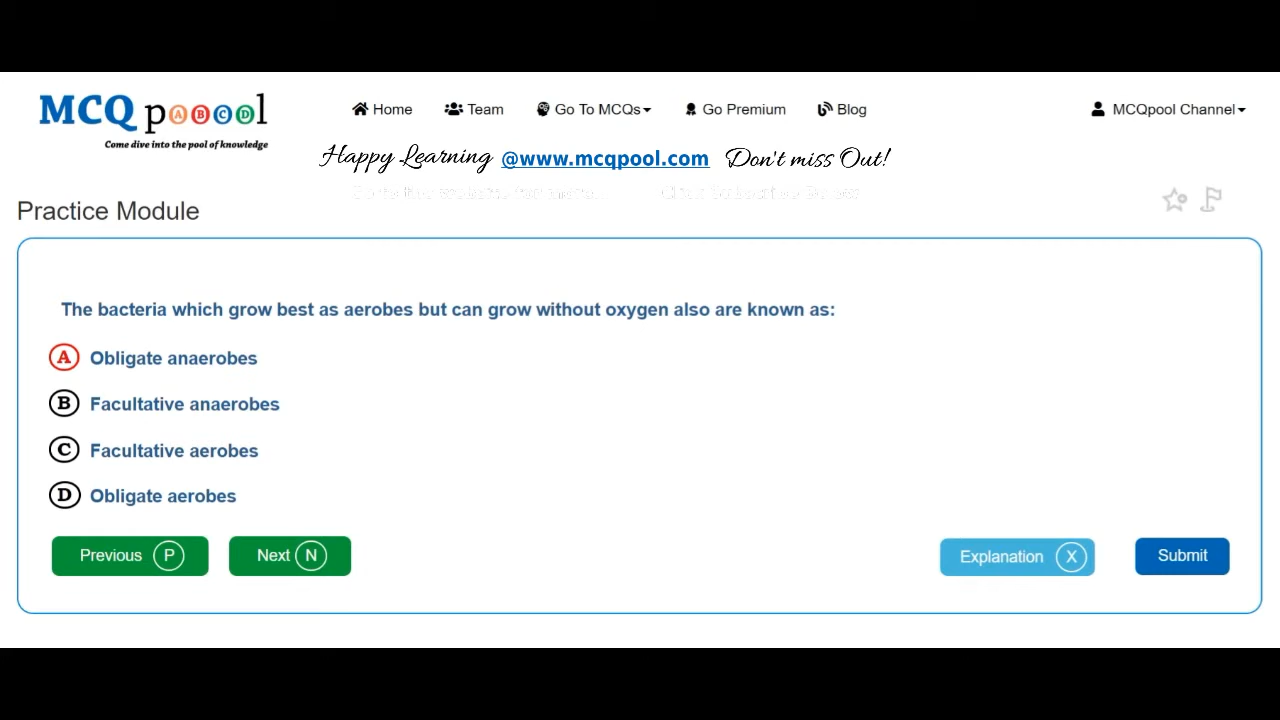 MCQ pABCDl
Come dive into the pool of knowledge
Home Team Go To MCQs Go Premium Blog MCQpool Channel
Happy Learning @www.mcqpool.com Don't miss Out!
Practice Module
The bacteria which grow best as aerobes but can grow without oxygen also are known as:
A Obligate anaerobes
B Facultative anaerobes
C Facultative aerobes
D Obligate aerobes
Previous P Next N Explanation X Submit